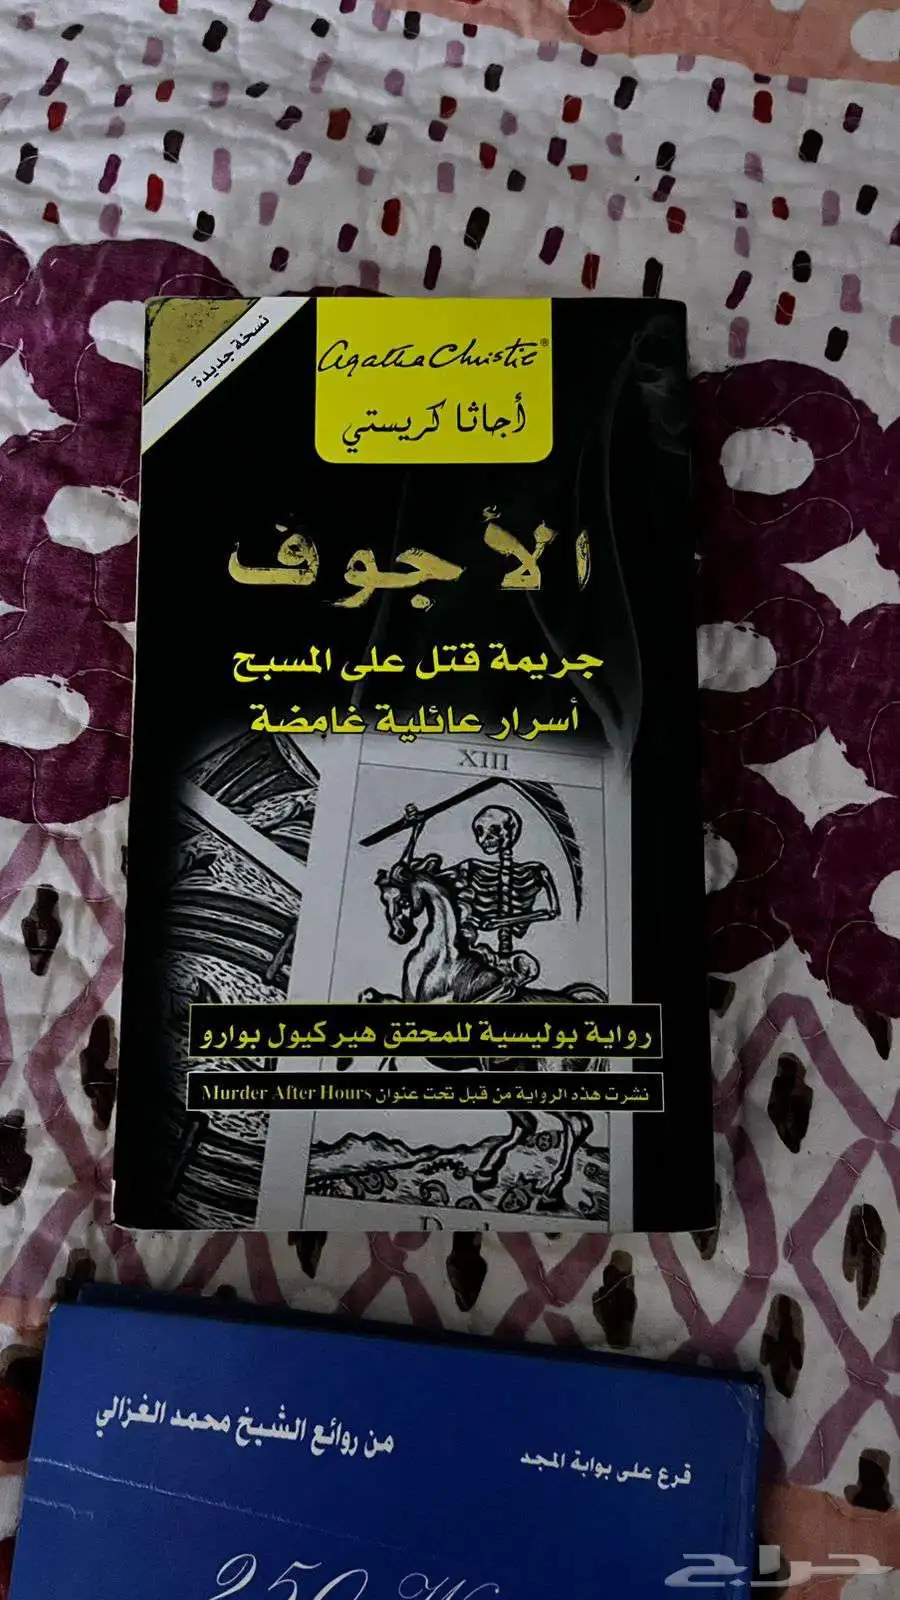 نسخة جديدة
Agatha Christie®
أجاثا كريستي
الأجوف
جريمة قتل على المسبح
أسرار عائلية غامضة
XIII
رواية بوليسية للمحقق هيركيول بوارو
نشرت هذه الرواية من قبل تحت عنوان Murder After Hours
من روائع الشيخ محمد الغزالي
قرع على بوابة المجد
250
حراج